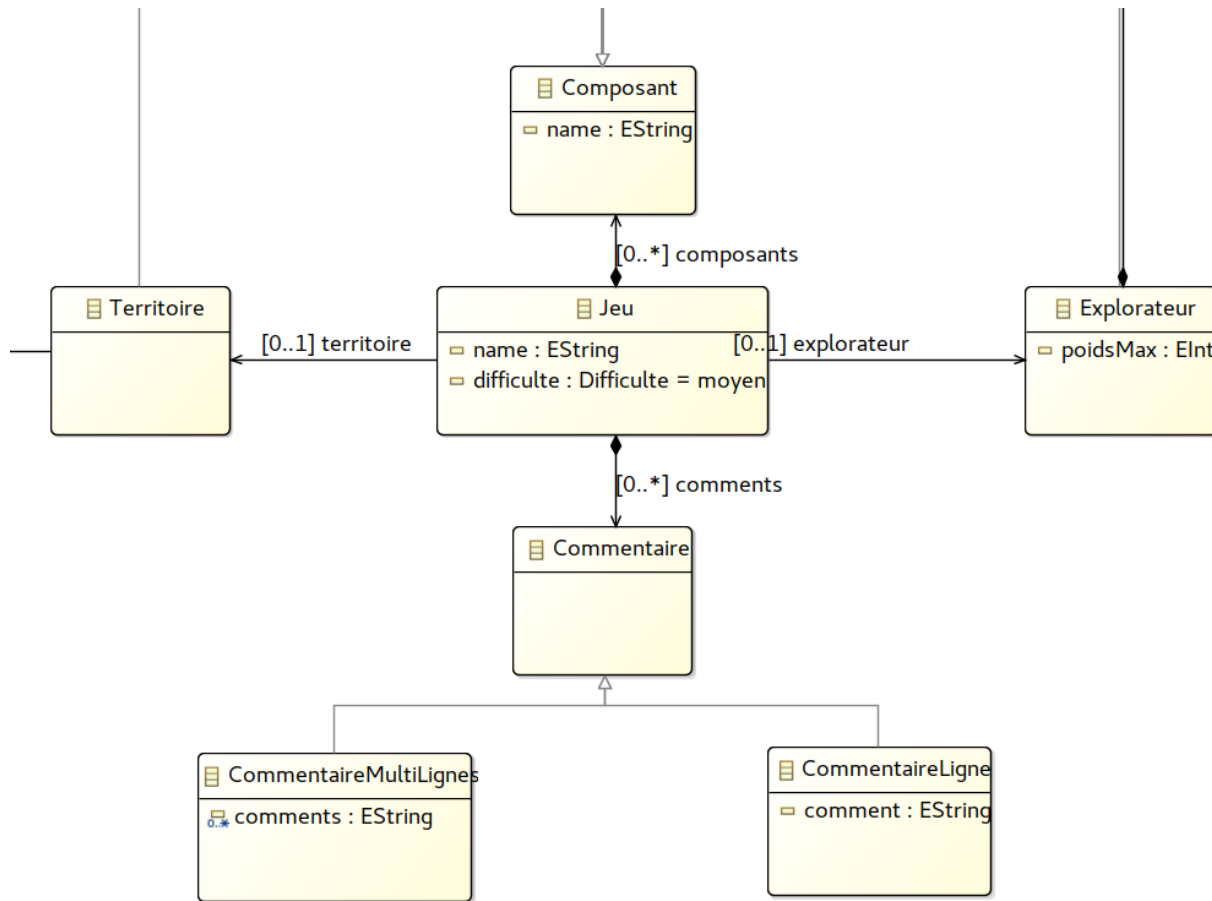 Composant
name : EString
[0..*] composants
Territoire
Jeu
Explorateur
[0..1] territoire
name : EString
difficulte : Difficulte = moyen
[0..1] explorateur
poidsMax : EInt
[0..*] comments
Commentaire
CommentaireMultiLignes
0..* comments : EString
CommentaireLigne
comment : EString